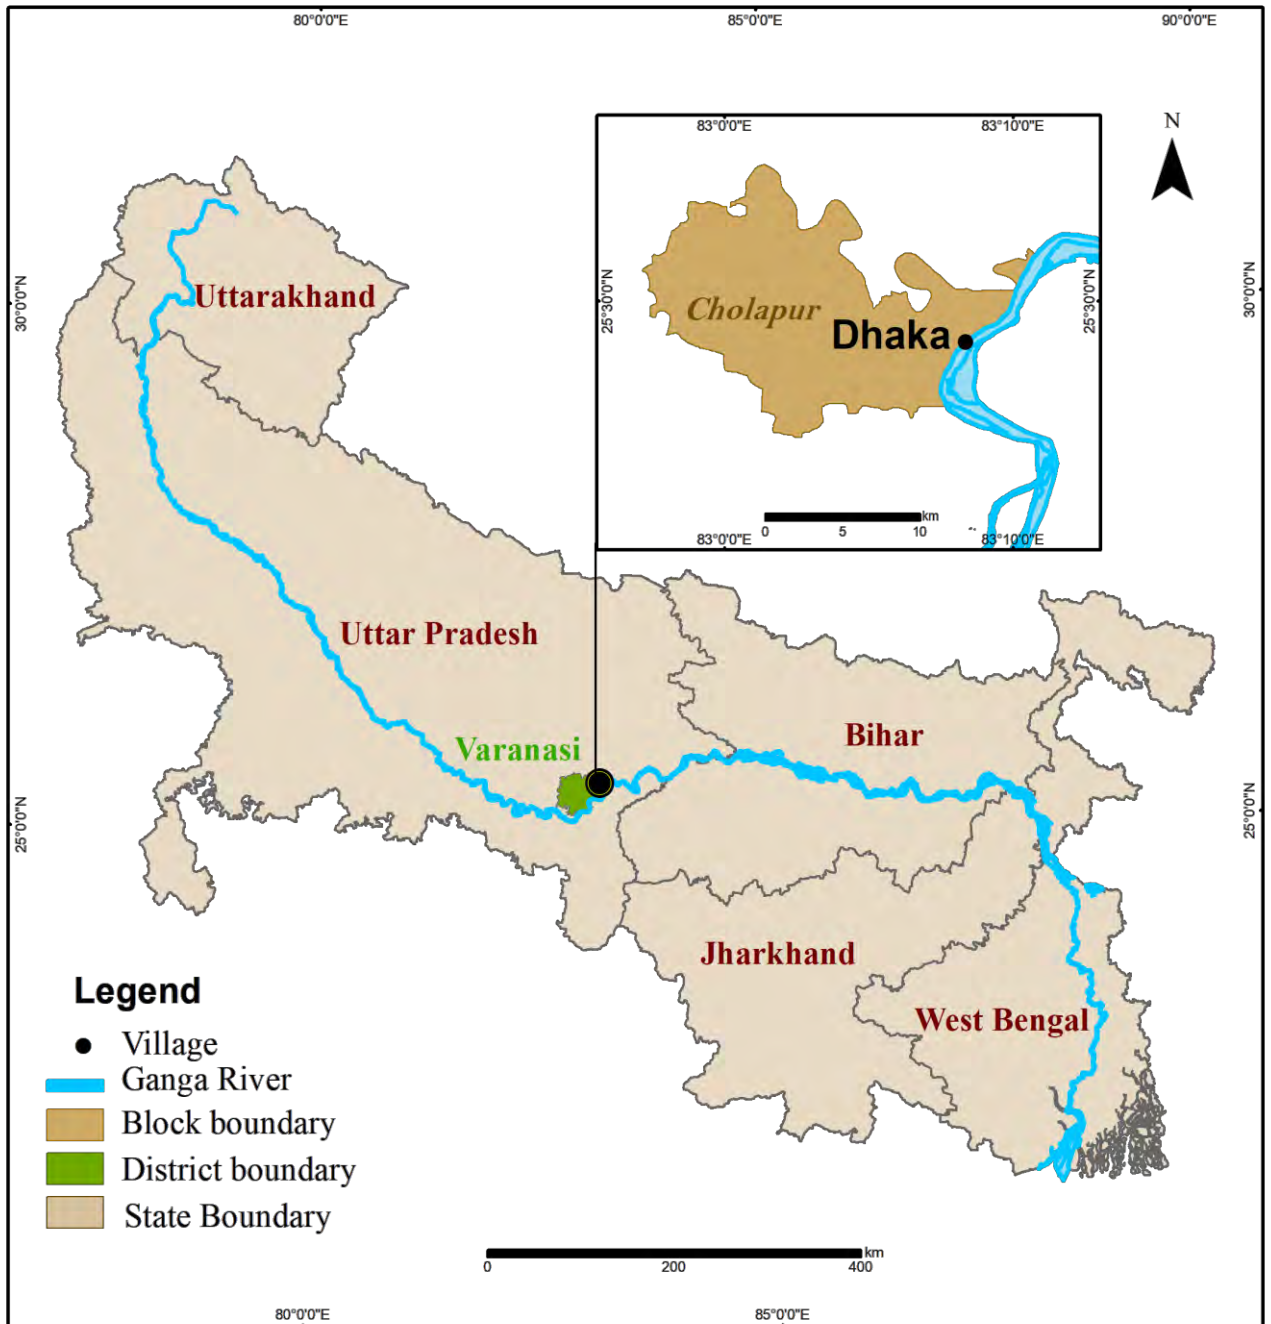 80°0'0"E 85°0'0"E 90°0'0"E
N
83°0'0"E 83°10'0"E
30°0'0"N
25°30'0"N
25°30'0"N
30°0'0"N
Uttarakhand
Cholapur
Dhaka
0 5 10 km
83°0'0"E 83°10'0"E
Uttar Pradesh
Varanasi
Bihar
25°0'0"N
25°0'0"N
Jharkhand
West Bengal
Legend
Village
Ganga River
Block boundary
District boundary
State Boundary
km
0 200 400
80°0'0"E 85°0'0"E